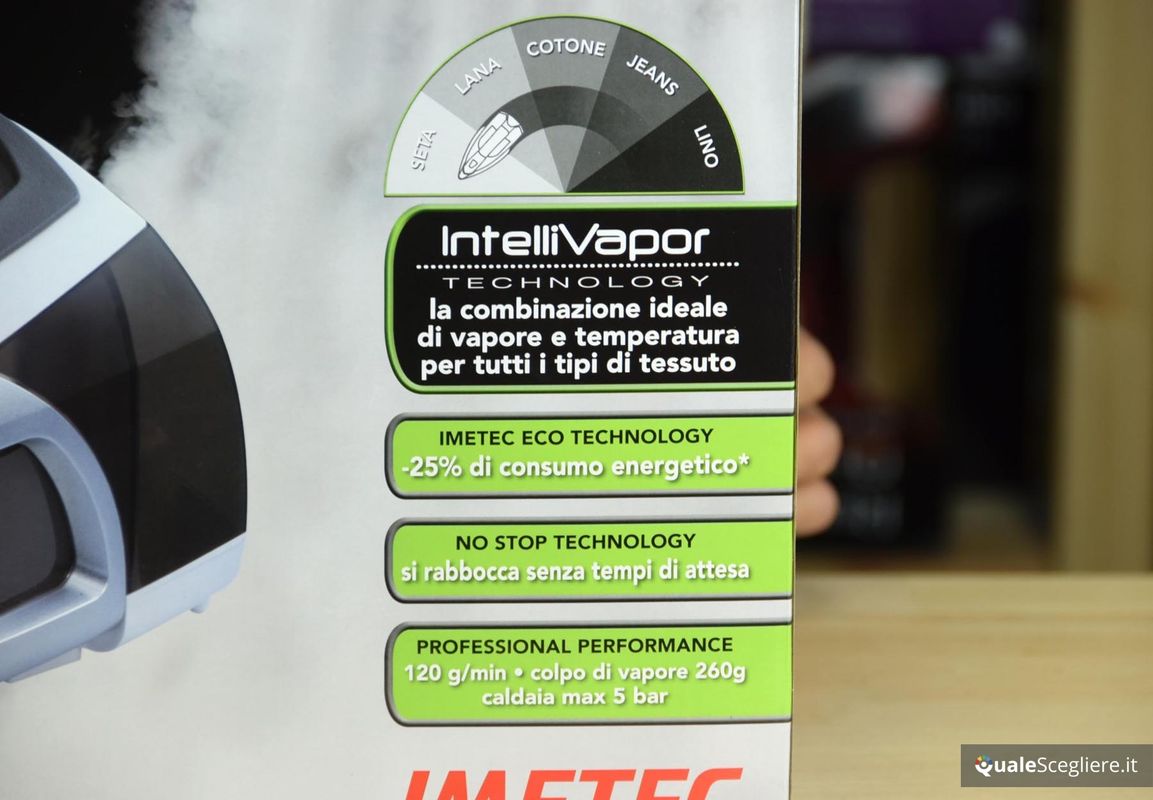 SETA
LANA
COTONE
JEANS
LINO
IntelliVapor
TECHNOLOGY
la combinazione ideale
di vapore e temperatura
per tutti i tipi di tessuto
IMETEC ECO TECHNOLOGY
-25% di consumo energetico*
NO STOP TECHNOLOGY
si rabbocca senza tempi di attesa
PROFESSIONAL PERFORMANCE
120 g/min • colpo di vapore 260g
caldaia max 5 bar
IMETEC
QualeScegliere.it